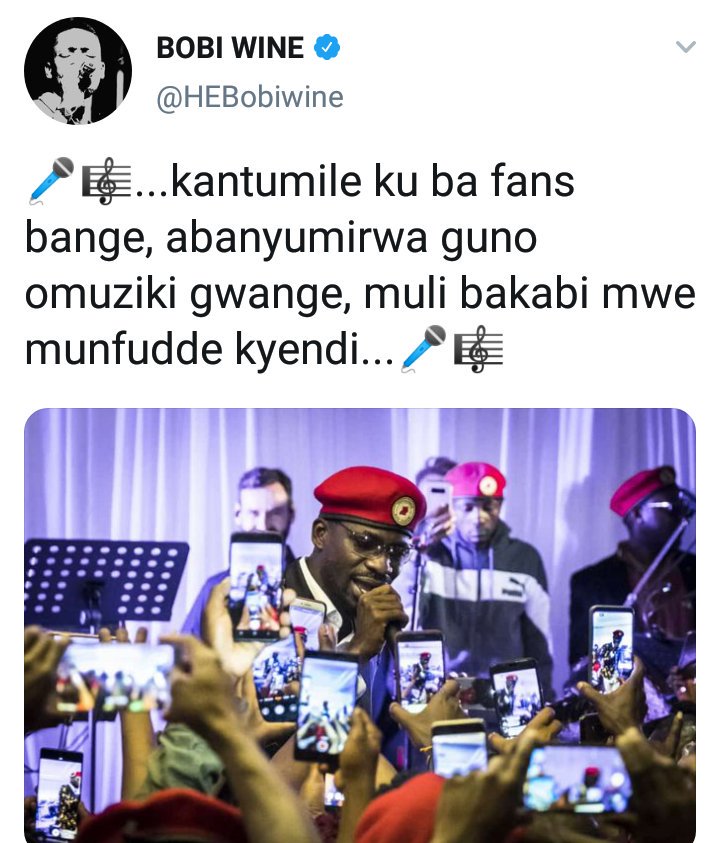 BOBI WINE
@HEBobiwine
🎤🎼...kantumile ku ba fans
bange, abanyumirwa guno
omuziki gwange, muli bakabi mwe
munfudde kyendi...🎤🎼